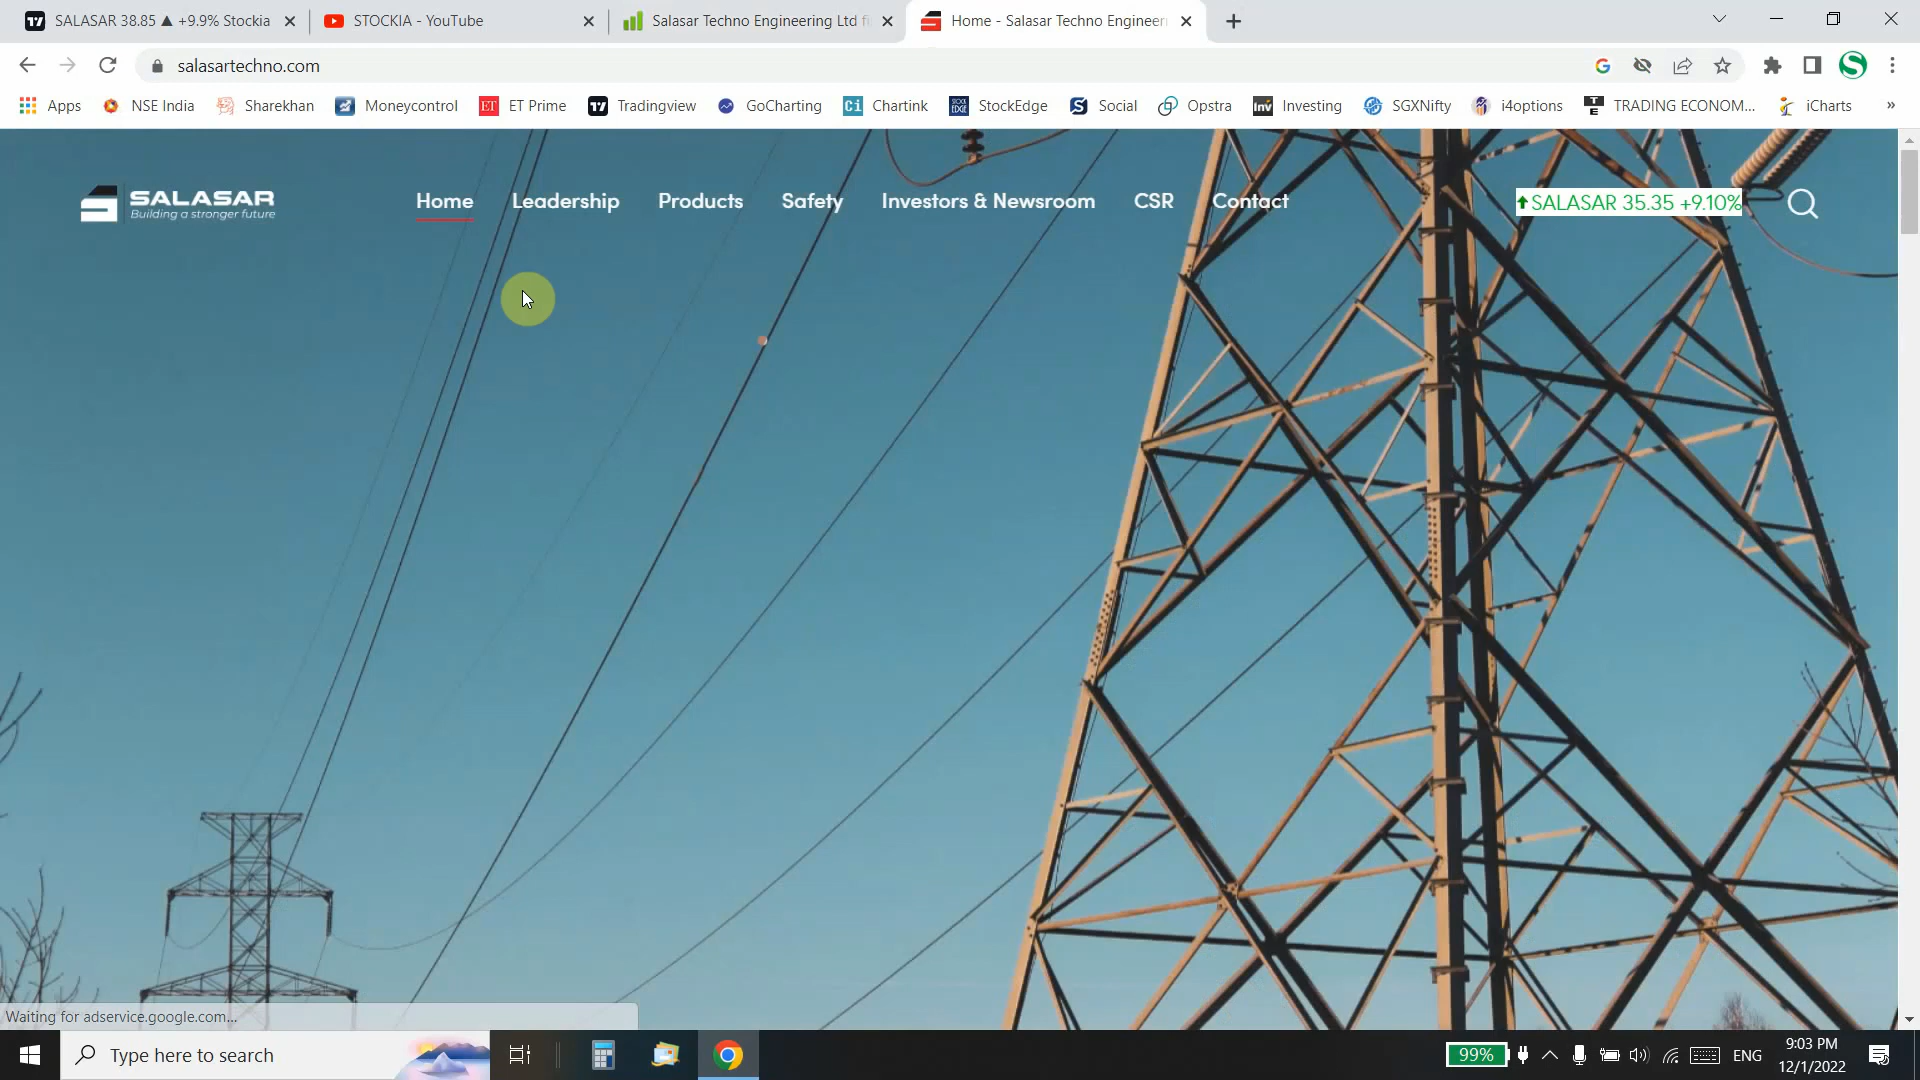 SALASAR 38.85 ▲ +9.9% Stockia
STOCKIA - YouTube
Salasar Techno Engineering Ltd fi
Home - Salasar Techno Engineeri
salasartechno.com
Apps
NSE India
Sharekhan
Moneycontrol
ET Prime
Tradingview
GoCharting
Chartink
StockEdge
Social
Opstra
Investing
SGXNifty
i4options
TRADING ECONOM...
iCharts
»
SALASAR
Building a stronger future
Home
Leadership
Products
Safety
Investors & Newsroom
CSR
Contact
SALASAR 35.35 +9.10%
Waiting for adservice.google.com...
Type here to search
99%
ENG
9:03 PM
12/1/2022